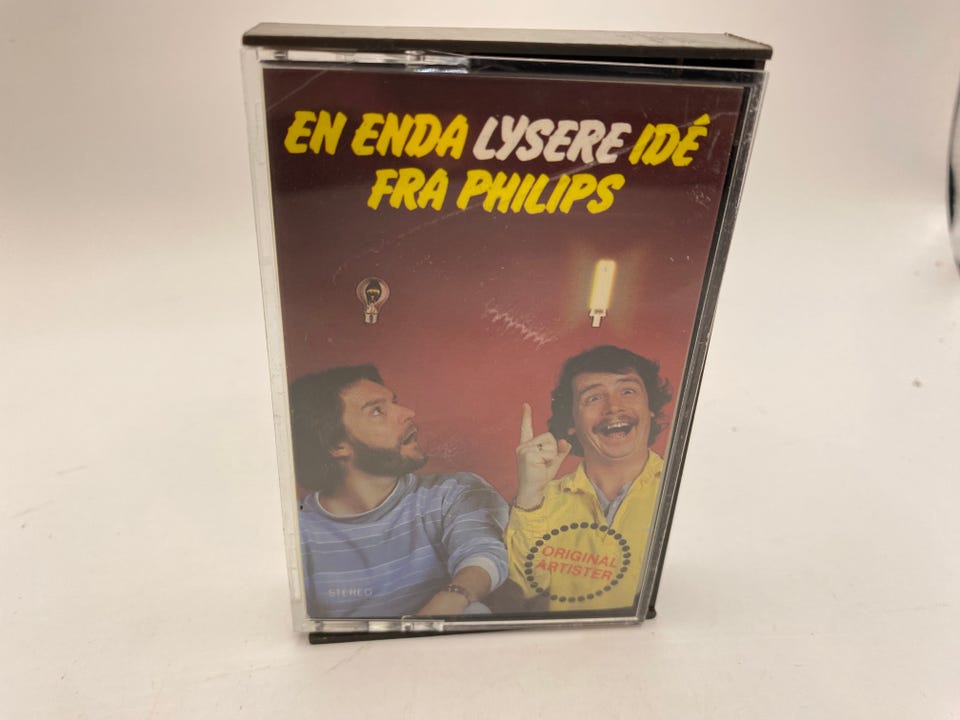 EN ENDA LYSERE IDÉ
FRA PHILIPS
ORIGINAL
ARTISTER
STEREO